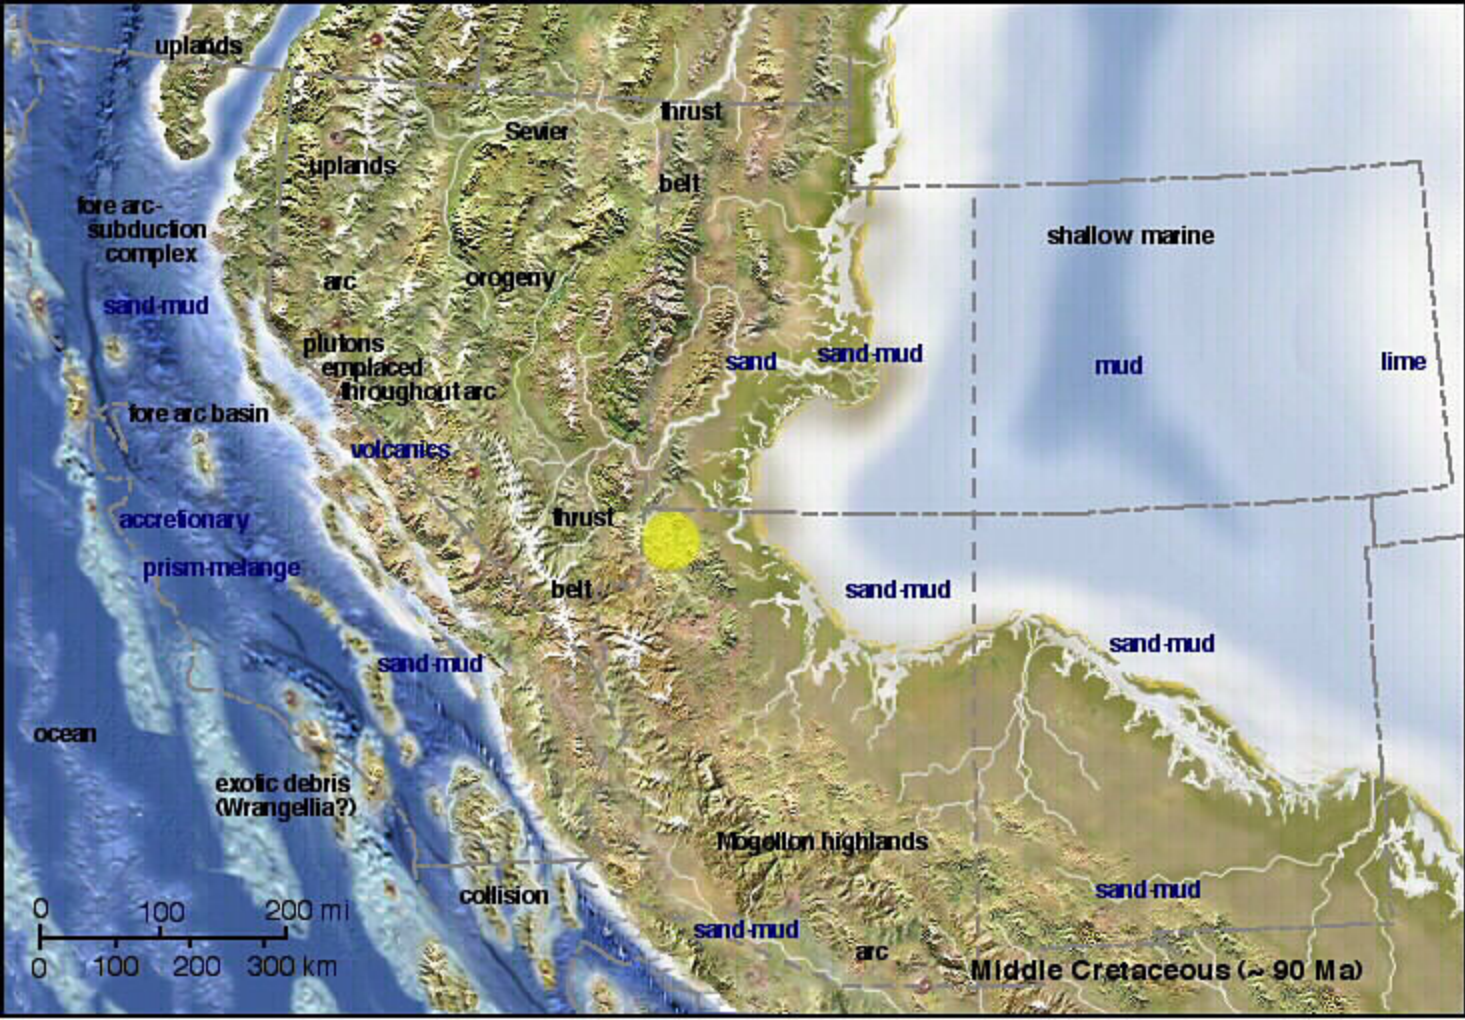 uplands
thrust
Sevier
uplands
belt
fore arc-
subduction
complex
shallow marine
arc
orogeny
sand-mud
plutons
emplaced
throughout arc
sand
sand-mud
mud
lime
fore arc basin
volcanics
accretionary
thrust
prism-melange
belt
sand-mud
sand-mud
sand-mud
ocean
exotic debris
(Wrangellia?)
Mogollon highlands
collision
sand-mud
0 100 200 mi
0 100 200 300 km
sand-mud
arc
Middle Cretaceous (~ 90 Ma)